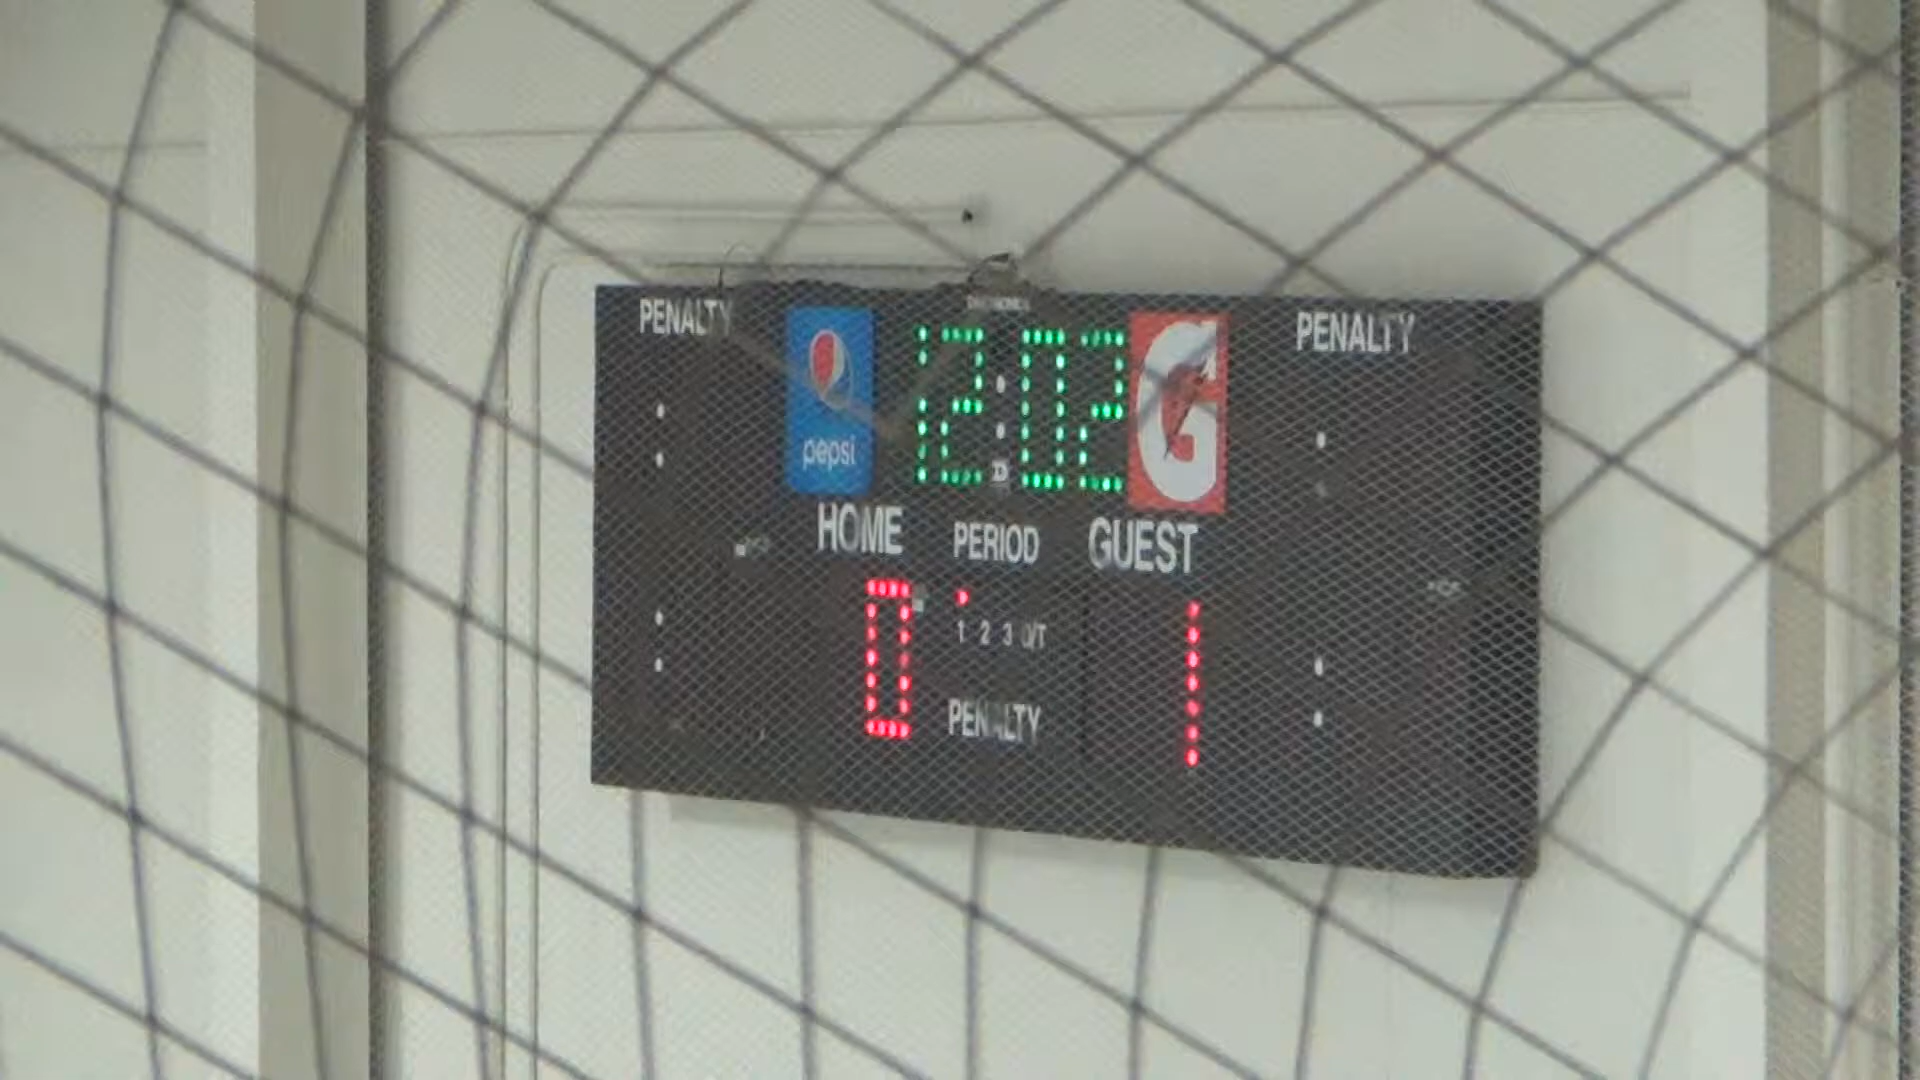 PENALTY
pepsi
12:02
G
PENALTY
HOME
PERIOD
GUEST
0
1 2 3 O/T
1
PENALTY